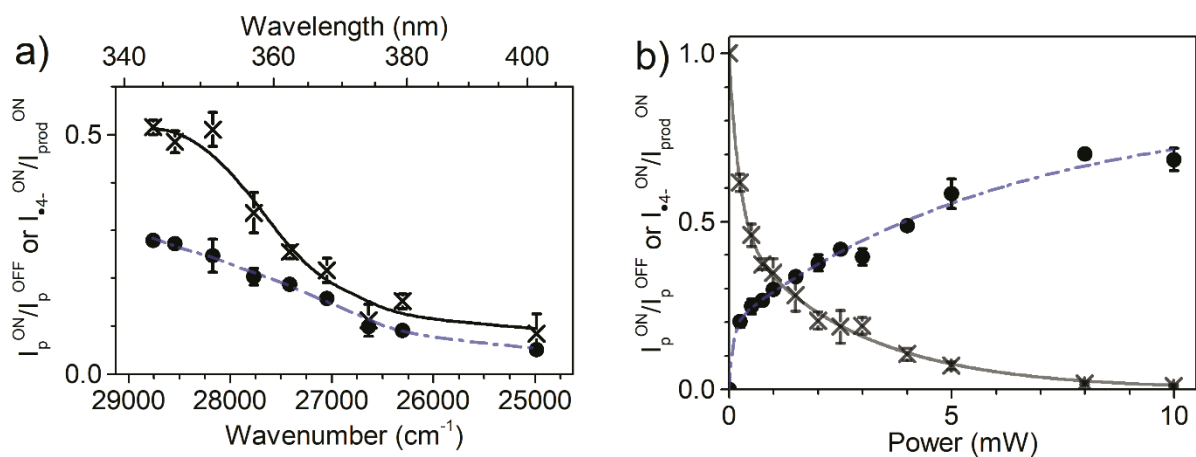 a)
Wavelength (nm)
340 360 380 400
I_p^ON/I_p^OFF or I_•4-^ON/I_prod^ON
0.5
0.0
29000 28000 27000 26000 25000
Wavenumber (cm⁻¹)
b)
I_p^ON/I_p^OFF or I_•4-^ON/I_prod^ON
1.0
0.5
0.0
0 5 10
Power (mW)